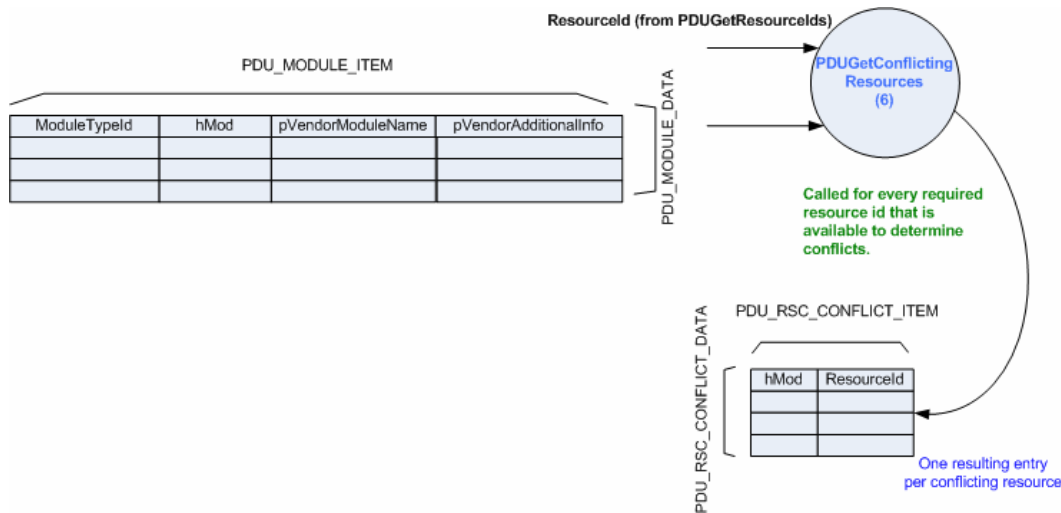 ResourceId (from PDUGetResourceIds)
PDUGetConflicting
Resources
(6)
PDU_MODULE_ITEM
PDU_MODULE_DATA
ModuleTypeId hMod pVendorModuleName pVendorAdditionalInfo
Called for every required
resource id that is
available to determine
conflicts.
PDU_RSC_CONFLICT_ITEM
PDU_RSC_CONFLICT_DATA
hMod ResourceId
One resulting entry
per conflicting resource